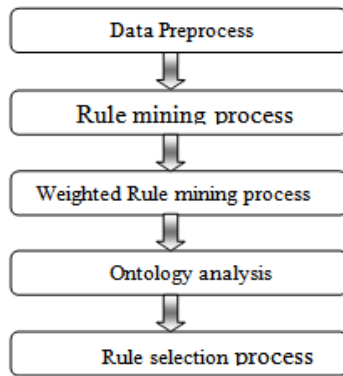 Data Preprocess
Rule mining process
Weighted Rule mining process
Ontology analysis
Rule selection process